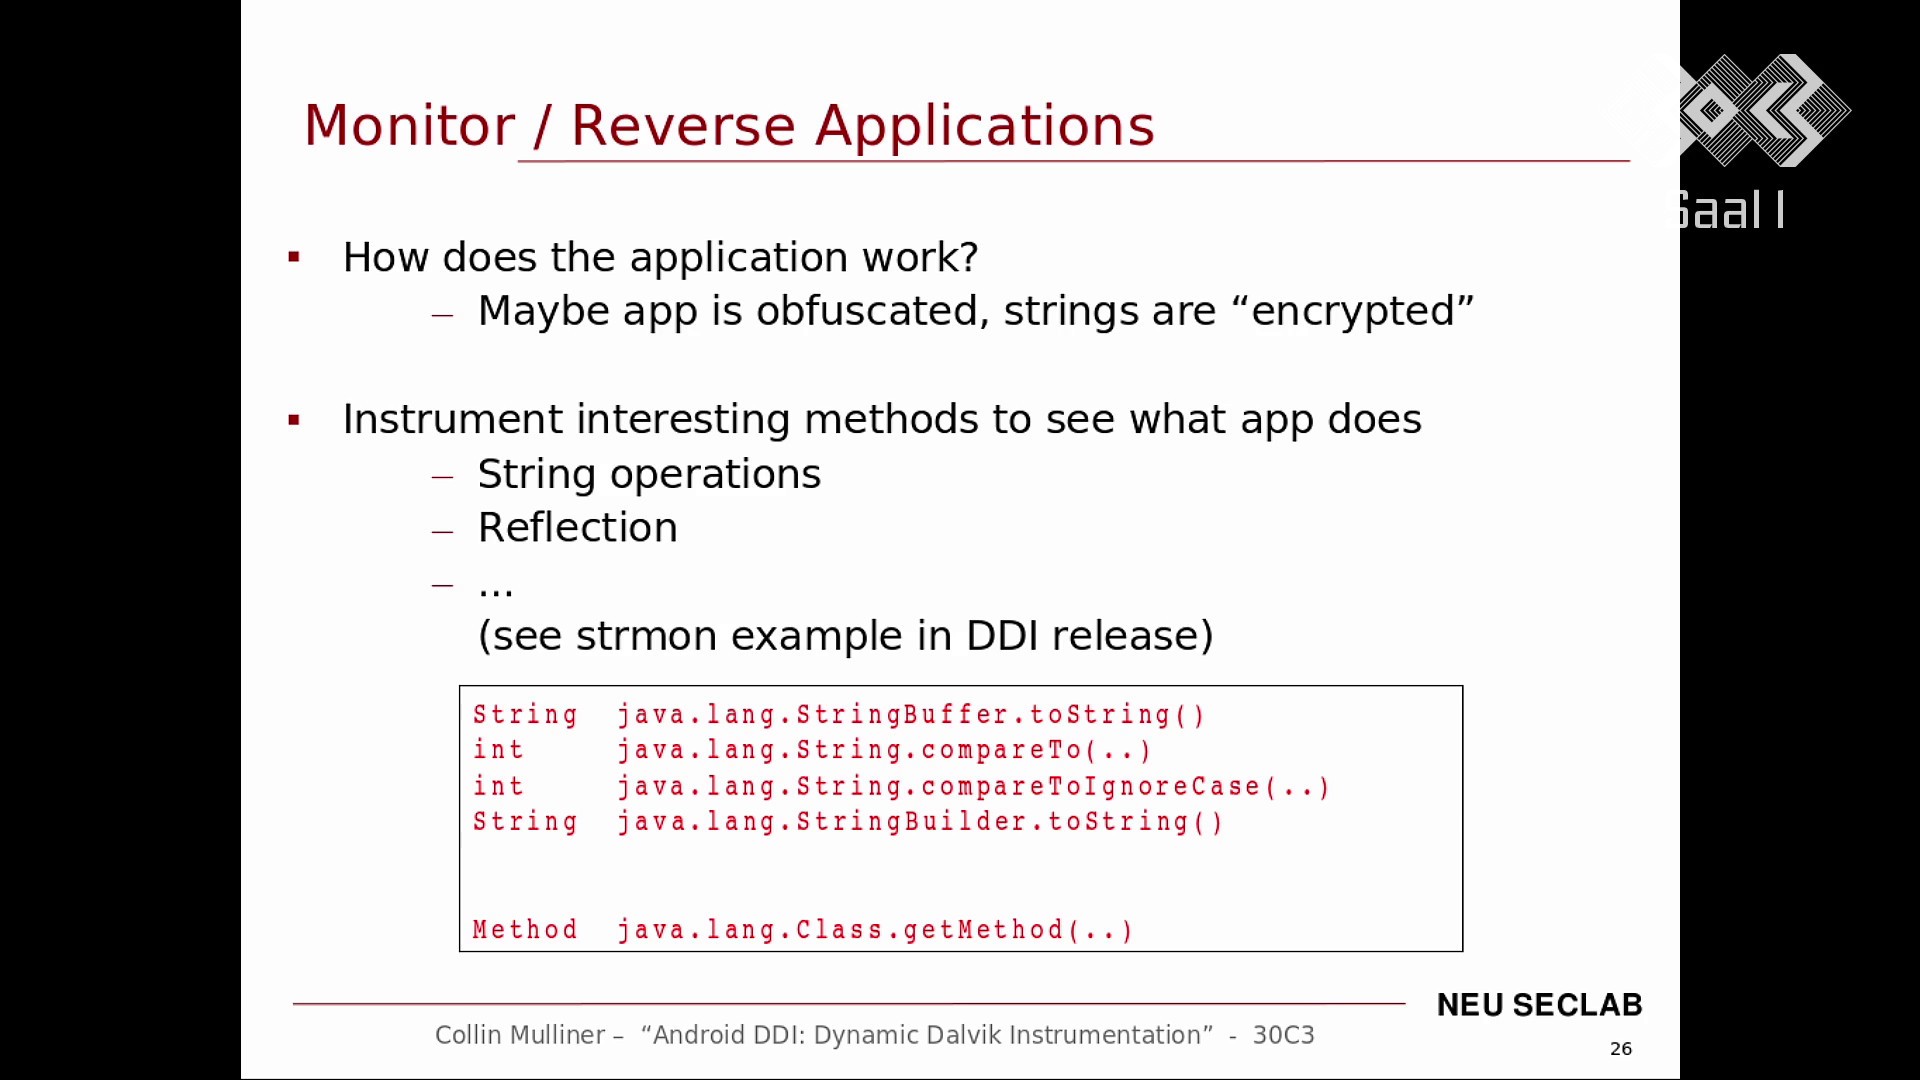 Monitor / Reverse Applications
How does the application work?
– Maybe app is obfuscated, strings are “encrypted”
Instrument interesting methods to see what app does
– String operations
– Reflection
– ...
(see strmon example in DDI release)
String java.lang.StringBuffer.toString()
int java.lang.String.compareTo(..)
int java.lang.String.compareToIgnoreCase(..)
String java.lang.StringBuilder.toString()
Method java.lang.Class.getMethod(..)
NEU SECLAB
Collin Mulliner – “Android DDI: Dynamic Dalvik Instrumentation” - 30C3
26
Saal 1